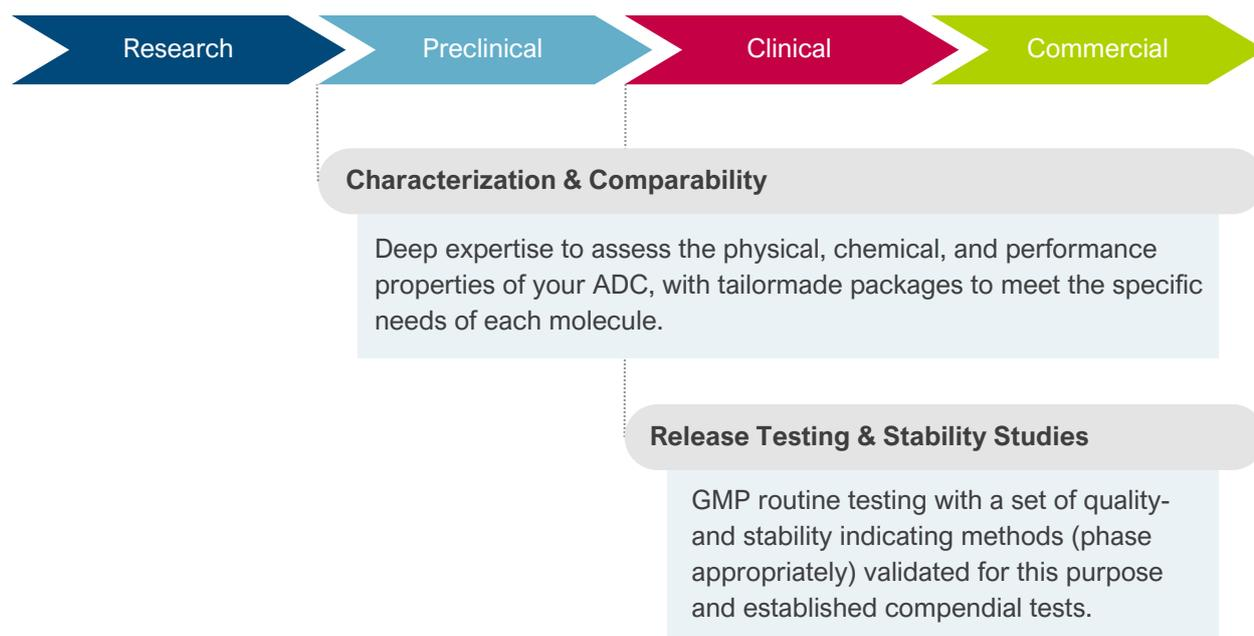 Research
Preclinical
Clinical
Commercial
Characterization & Comparability
Deep expertise to assess the physical, chemical, and performance
properties of your ADC, with tailormade packages to meet the specific
needs of each molecule.
Release Testing & Stability Studies
GMP routine testing with a set of quality-
and stability indicating methods (phase
appropriately) validated for this purpose
and established compendial tests.